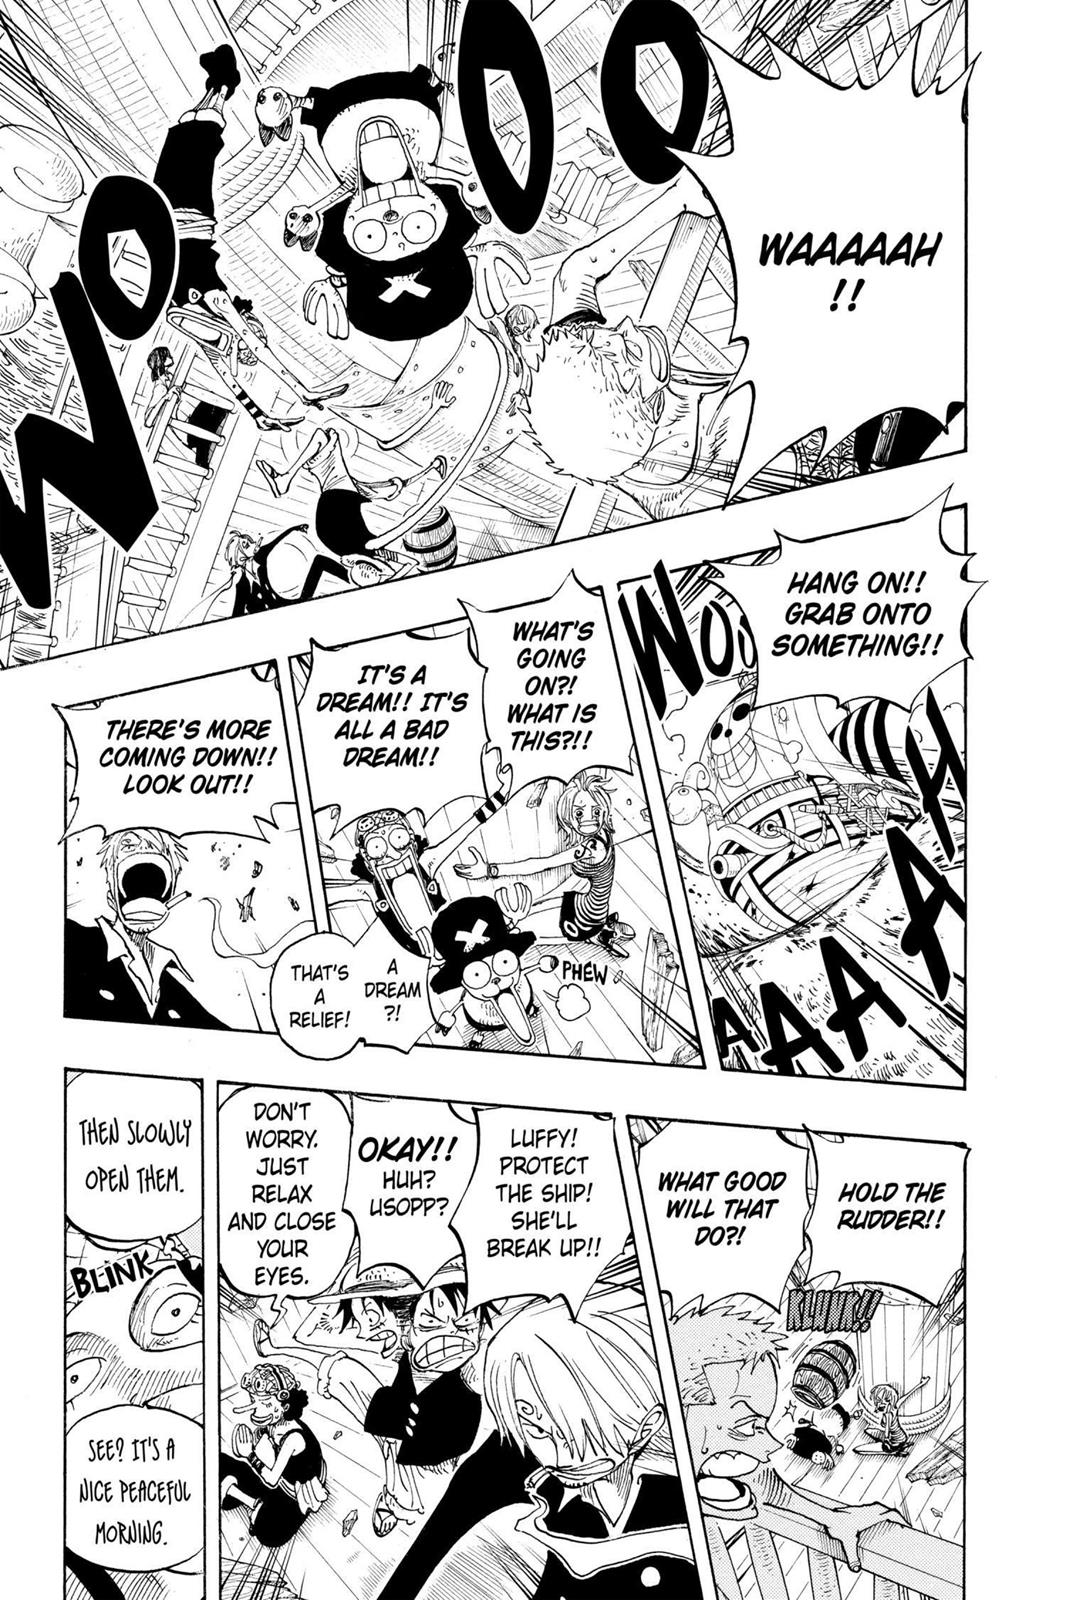 WAAAAAH
!!
WOOO
HANG ON!!
GRAB ONTO
SOMETHING!!
WOO
AAAAAH
WHAT'S
GOING
ON?!
WHAT IS
THIS?!!
IT'S A
DREAM!! IT'S
ALL A BAD
DREAM!!
A
DREAM
?!
THAT'S
A
RELIEF!
PHEW
THERE'S MORE
COMING DOWN!!
LOOK OUT!!
HOLD THE
RUDDER!!
WHAT GOOD
WILL THAT
DO?!
KLUNK!!
LUFFY!
PROTECT
THE SHIP!
SHE'LL
BREAK UP!!
OKAY!!
HUH?
USOPP?
DON'T
WORRY.
JUST
RELAX
AND CLOSE
YOUR
EYES.
THEN SLOWLY
OPEN THEM.
BLINK
SEE? IT'S A
NICE PEACEFUL
MORNING.